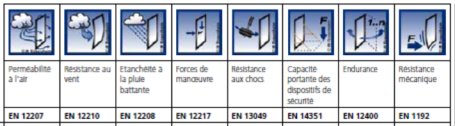 F
1...n
F
Perméabilité à l'air
Résistance au vent
Etanchéité à la pluie battante
Forces de manœuvre
Résistance aux chocs
Capacité portante des dispositifs de sécurité
Endurance
Résistance mécanique
EN 12207
EN 12210
EN 12208
EN 12217
EN 13049
EN 14351
EN 12400
EN 1192